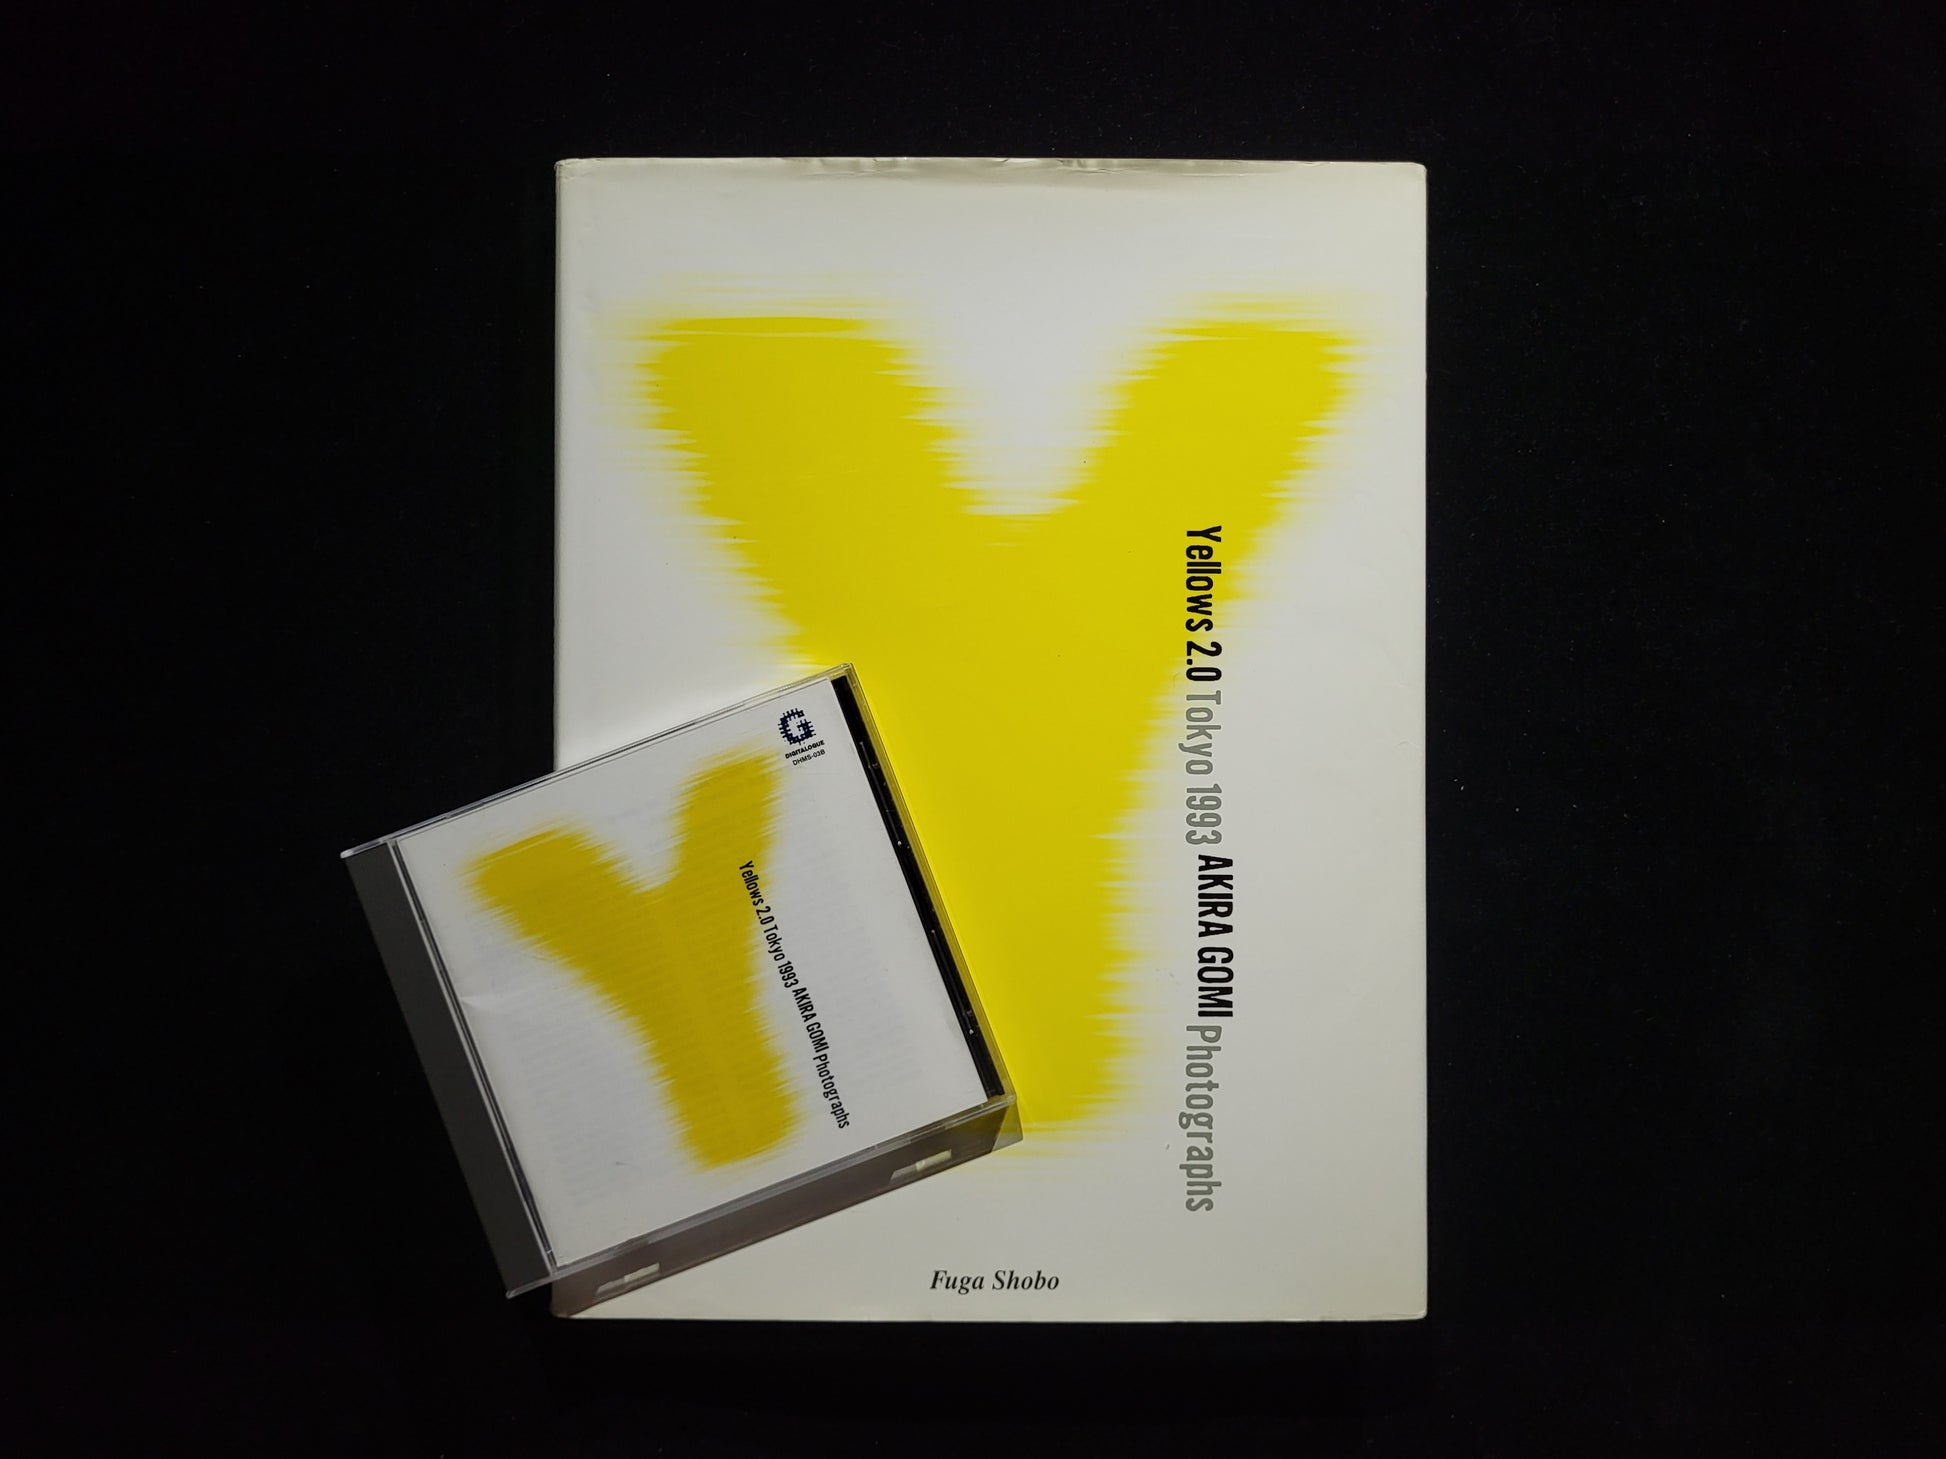 Y
Yellows 2.0 Tokyo 1993 AKIRA GOMI Photographs
Fuga Shobo
DIGITALOGUE
DHMS-03B
Y
Yellows 2.0 Tokyo 1993 AKIRA GOMI Photographs